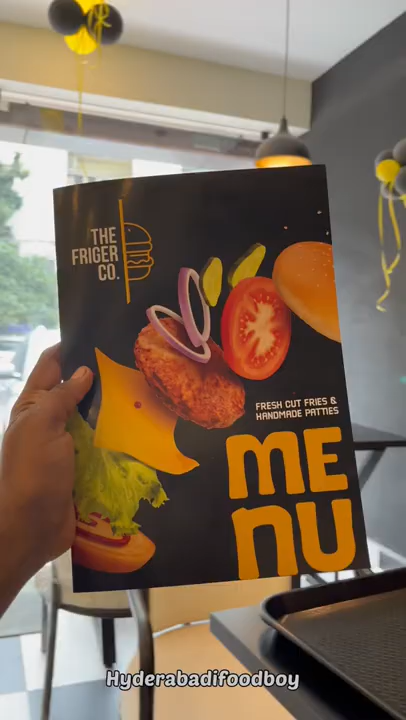 THE
FRIGER
CO.
FRESH CUT FRIES &
HANDMADE PATTIES
ME
NU
Hyderabadifoodboy